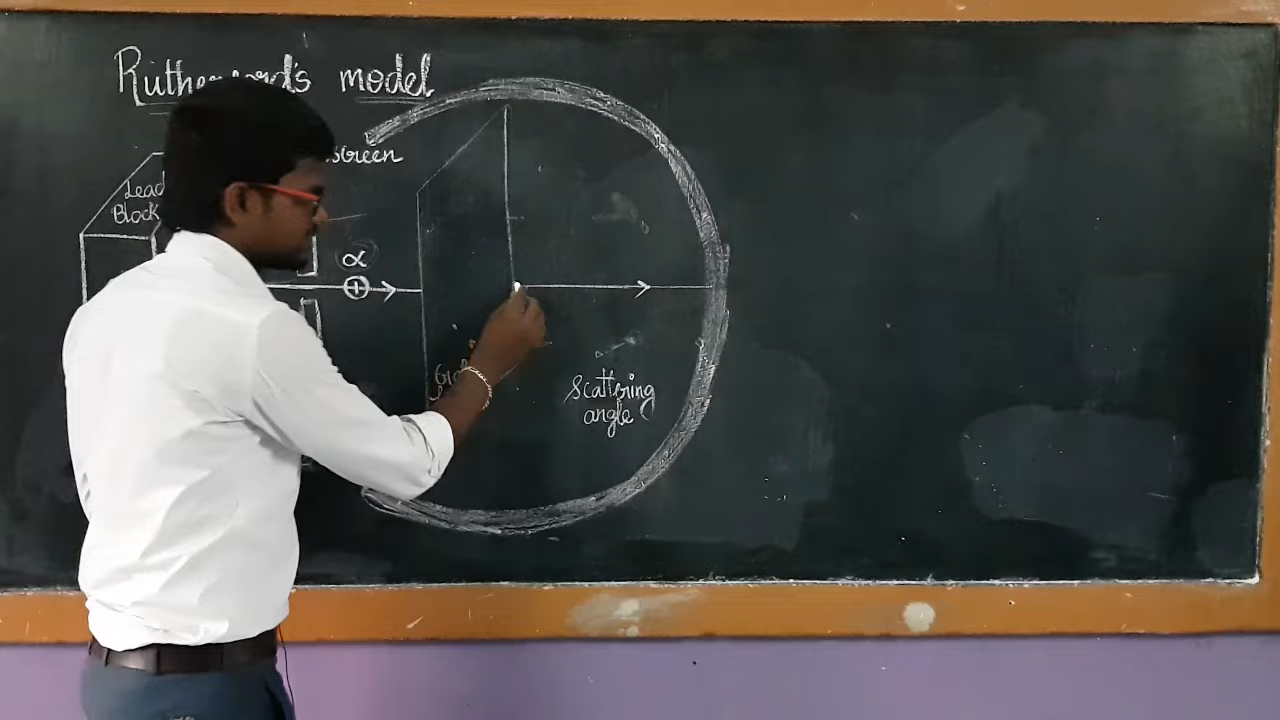 Rutherford's model
screen
Lead
Block
α
+
Scattering
angle